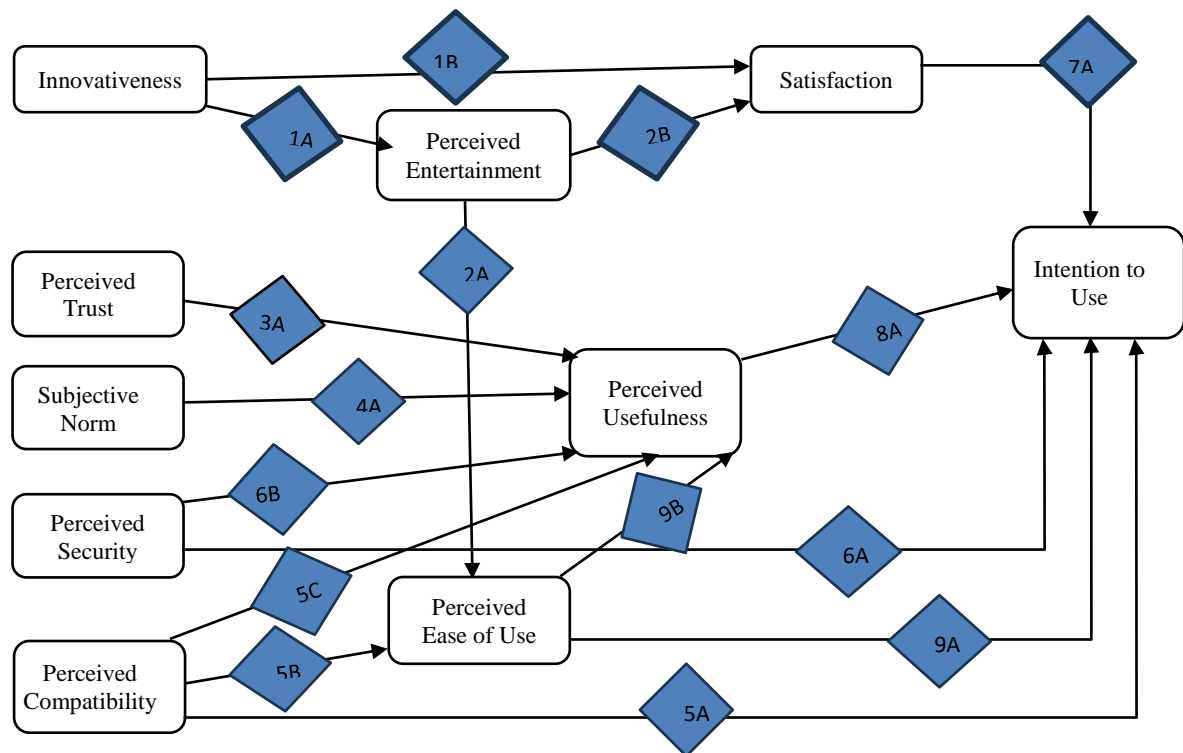 1B
7A
Innovativeness
Satisfaction
1A
Perceived
Entertainment
2B
Perceived
Trust
2A
Intention to
Use
3A
8A
Subjective
Norm
4A
Perceived
Usefulness
6B
9B
Perceived
Security
6A
5C
Perceived
Ease of Use
9A
Perceived
Compatibility
5B
5A